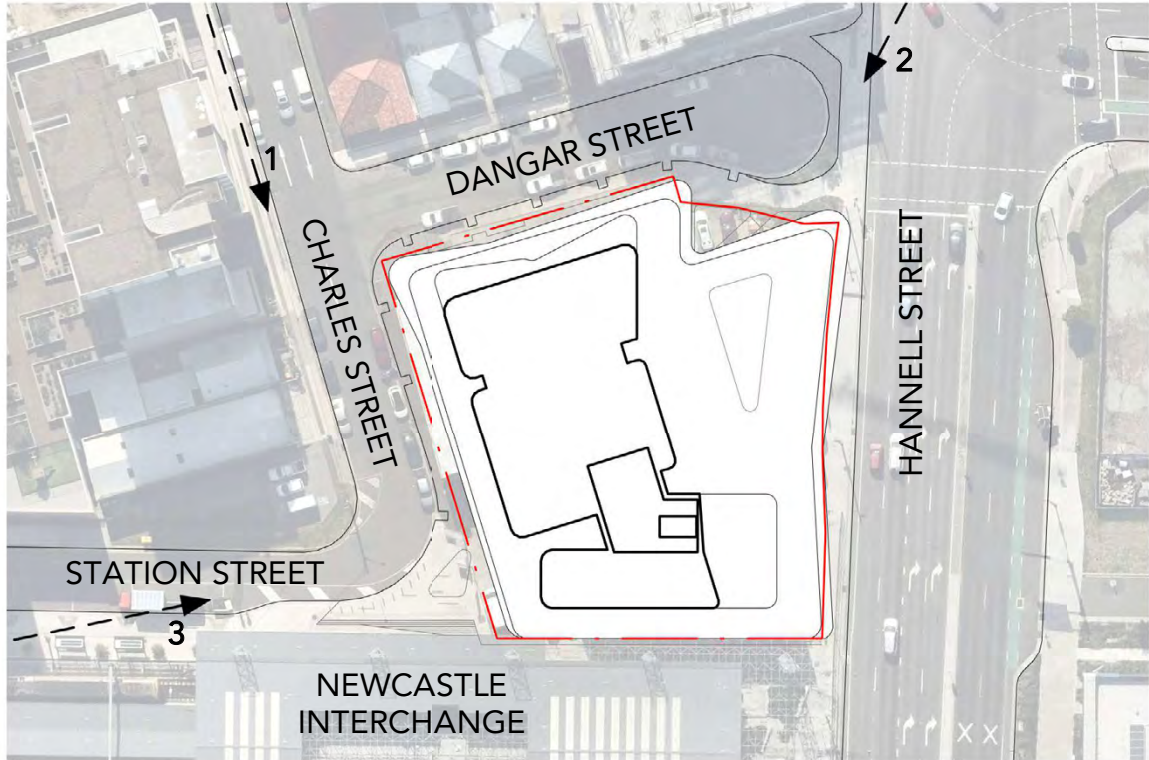 1
2
DANGAR STREET
CHARLES STREET
HANNELL STREET
STATION STREET
3
NEWCASTLE
INTERCHANGE